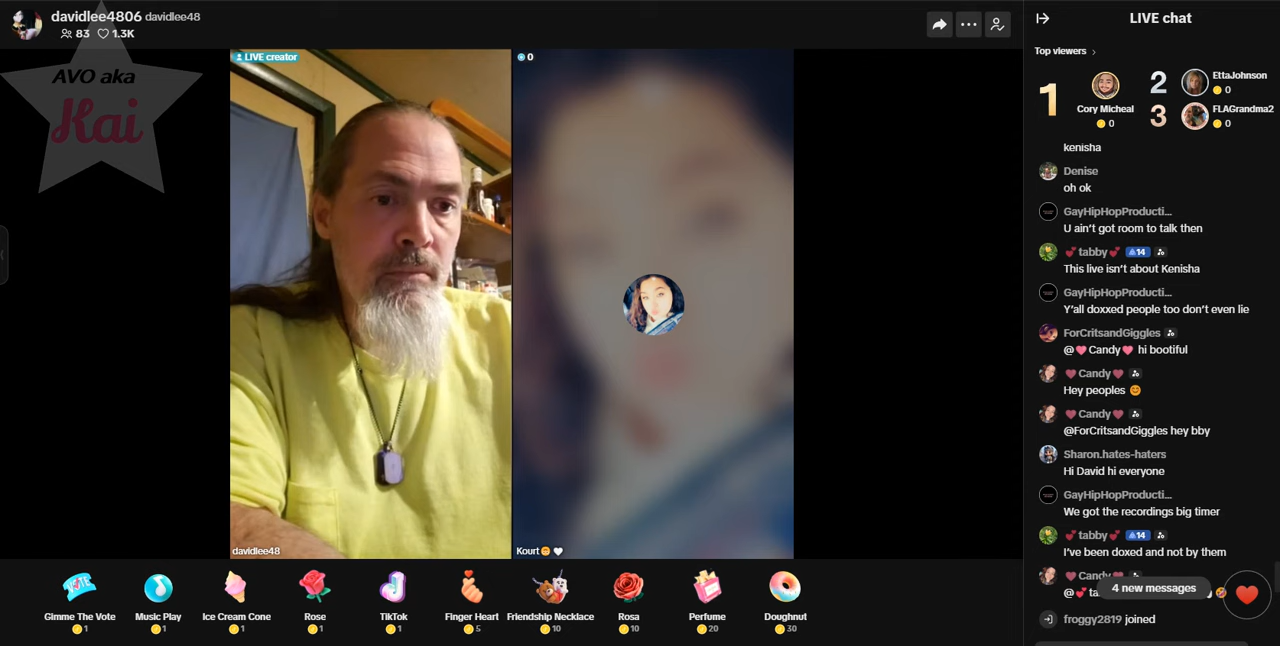 davidlee4806 davidlee48
83 1.3K
AVO aka
Kai
LIVE creator
0
davidlee48
Kourt
Gimme The Vote
1
Music Play
1
Ice Cream Cone
1
Rose
1
TikTok
1
Finger Heart
5
Friendship Necklace
10
Rosa
10
Perfume
20
Doughnut
30
LIVE chat
Top viewers
1
Cory Micheal
0
2
EttaJohnson
0
3
FLAGrandma2
0
kenisha
Denise
oh ok
GayHipHopProducti...
U ain't got room to talk then
tabby 14
This live isn't about Kenisha
GayHipHopProducti...
Y'all doxxed people too don't even lie
ForCritsandGiggles
@❤Candy❤ hi bootiful
Candy
Hey peoples 😊
Candy
@ForCritsandGiggles hey bby
Sharon.hates-haters
Hi David hi everyone
GayHipHopProducti...
We got the recordings big timer
tabby 14
I've been doxed and not by them
Candy
4 new messages
froggy2819 joined